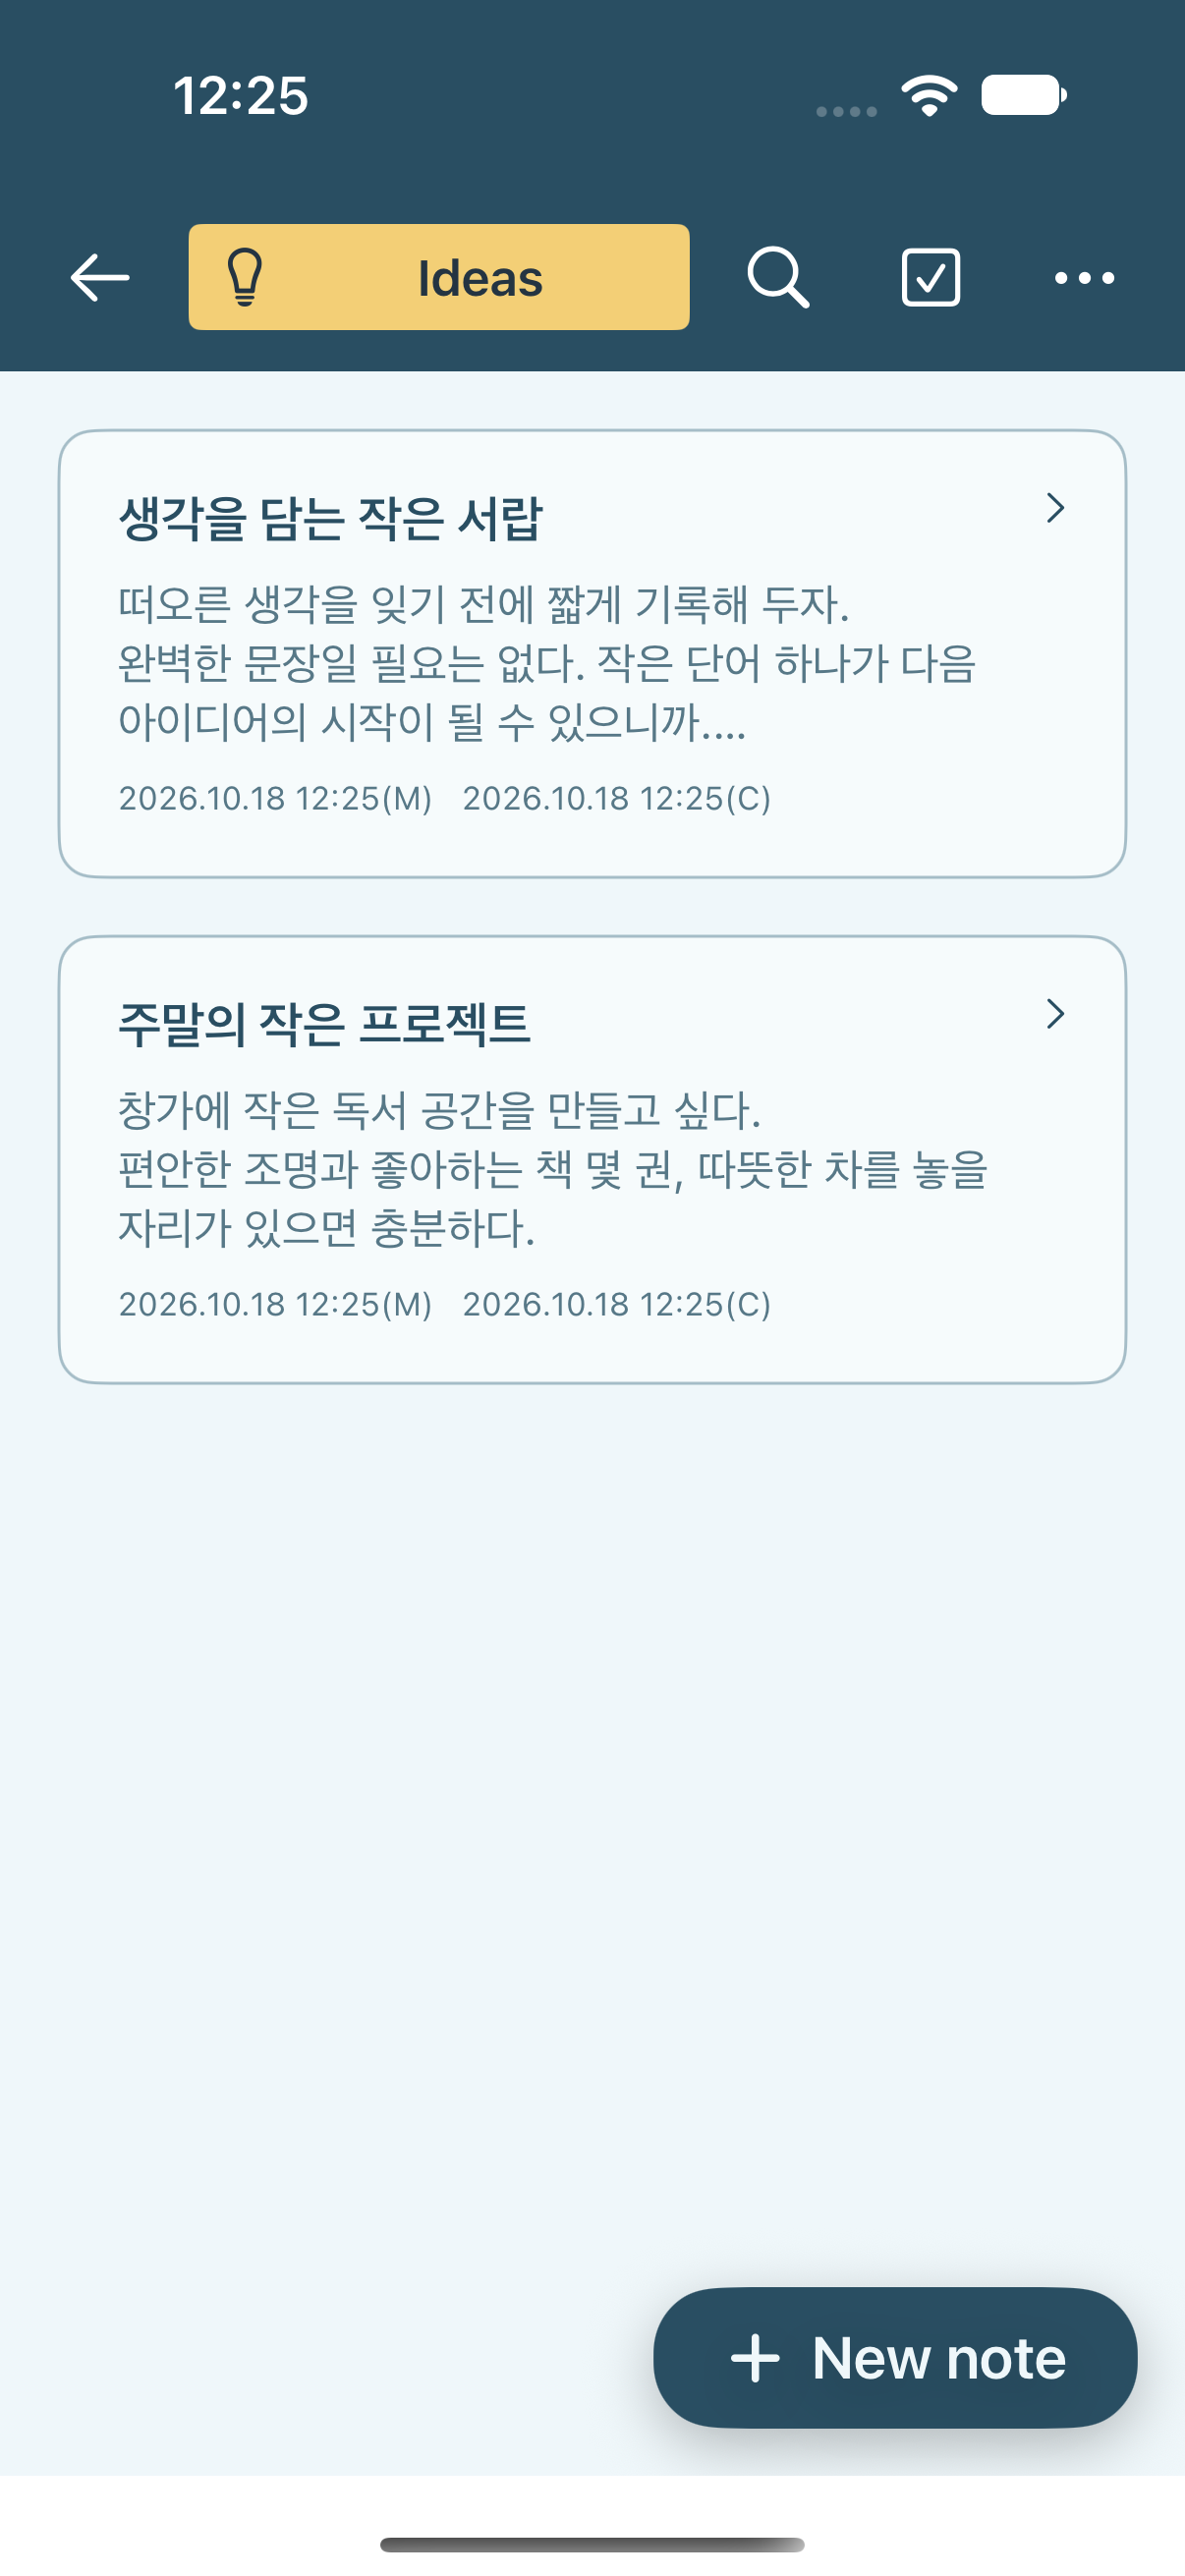 12:25
Ideas
생각을 담는 작은 서랍
떠오른 생각을 잊기 전에 짧게 기록해 두자.
완벽한 문장일 필요는 없다. 작은 단어 하나가 다음
아이디어의 시작이 될 수 있으니까....
2026.10.18 12:25(M) 2026.10.18 12:25(C)
주말의 작은 프로젝트
창가에 작은 독서 공간을 만들고 싶다.
편안한 조명과 좋아하는 책 몇 권, 따뜻한 차를 놓을
자리가 있으면 충분하다.
2026.10.18 12:25(M) 2026.10.18 12:25(C)
New note